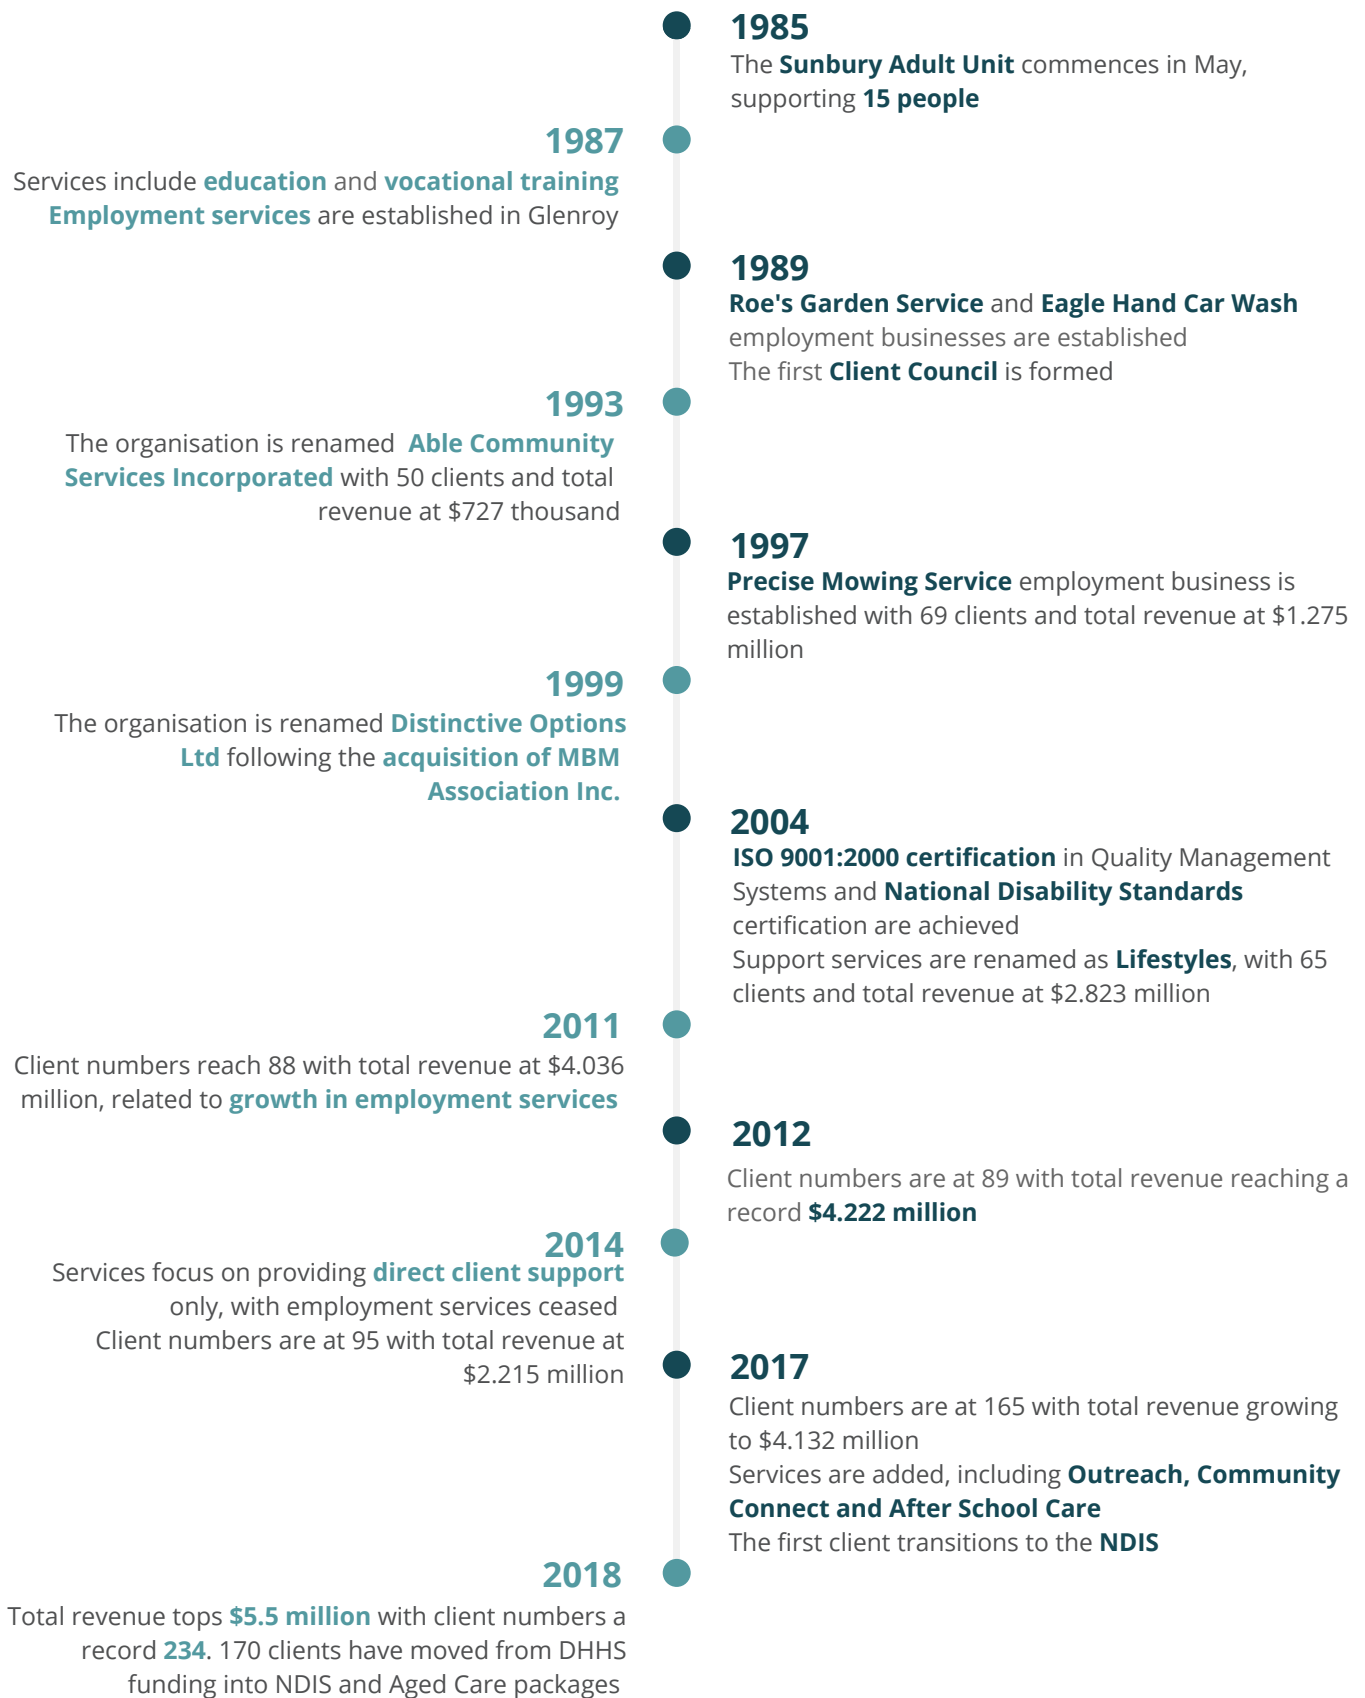 1985
The Sunbury Adult Unit commences in May,
supporting 15 people
1987
Services include education and vocational training
Employment services are established in Glenroy
1989
Roe's Garden Service and Eagle Hand Car Wash
employment businesses are established
The first Client Council is formed
1993
The organisation is renamed Able Community
Services Incorporated with 50 clients and total
revenue at $727 thousand
1997
Precise Mowing Service employment business is
established with 69 clients and total revenue at $1.275
million
1999
The organisation is renamed Distinctive Options
Ltd following the acquisition of MBM
Association Inc.
2004
ISO 9001:2000 certification in Quality Management
Systems and National Disability Standards
certification are achieved
Support services are renamed as Lifestyles, with 65
clients and total revenue at $2.823 million
2011
Client numbers reach 88 with total revenue at $4.036
million, related to growth in employment services
2012
Client numbers are at 89 with total revenue reaching a
record $4.222 million
2014
Services focus on providing direct client support
only, with employment services ceased
Client numbers are at 95 with total revenue at
$2.215 million
2017
Client numbers are at 165 with total revenue growing
to $4.132 million
Services are added, including Outreach, Community
Connect and After School Care
The first client transitions to the NDIS
2018
Total revenue tops $5.5 million with client numbers a
record 234. 170 clients have moved from DHHS
funding into NDIS and Aged Care packages